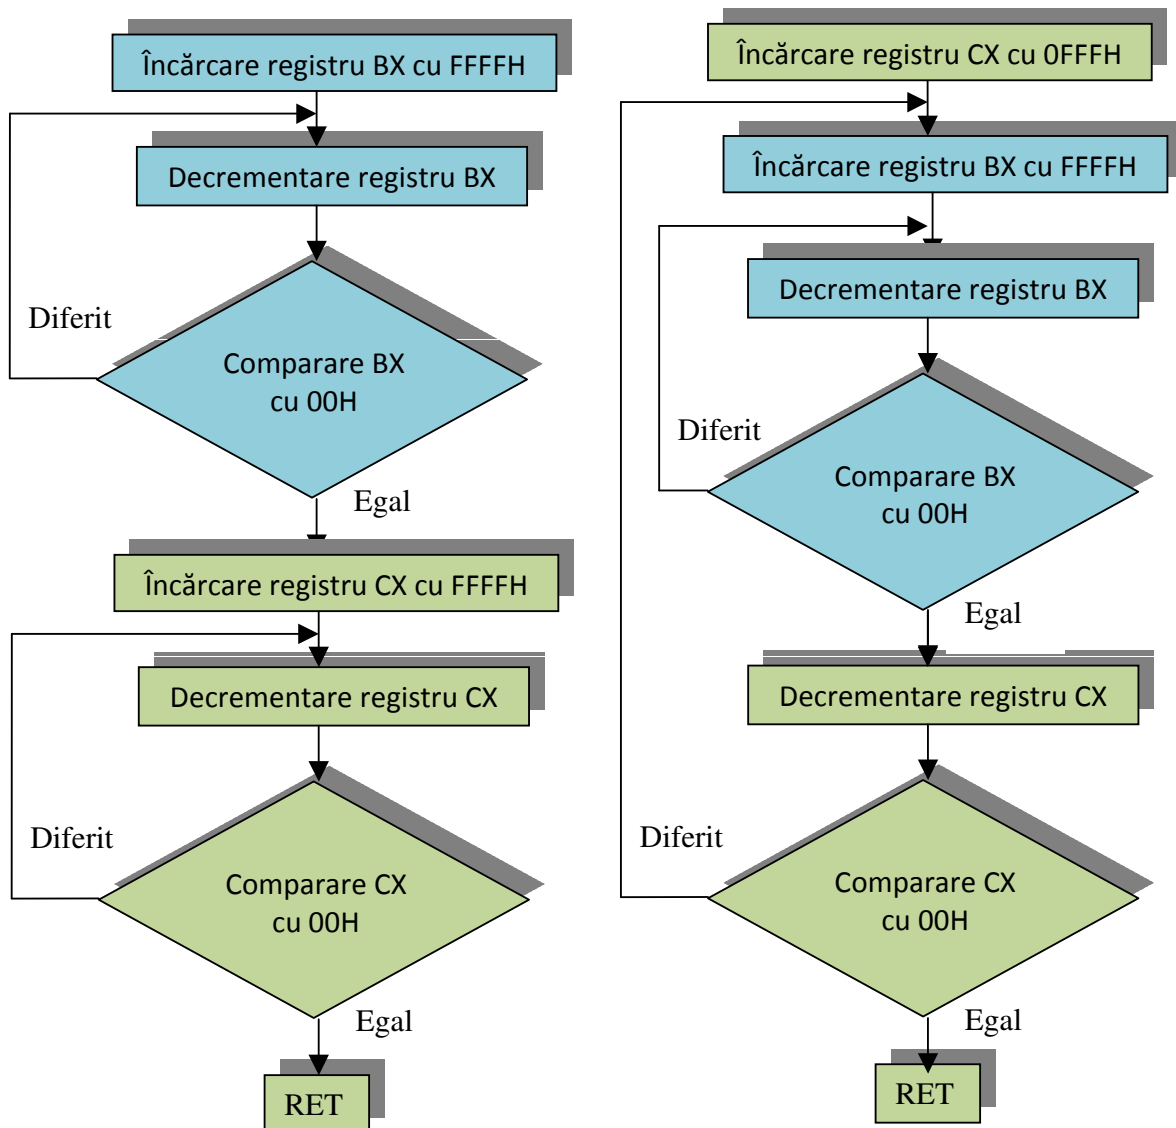 Încărcare registru BX cu FFFFH
Decrementare registru BX
Diferit
Comparare BX
cu 00H
Egal
Încărcare registru CX cu FFFFH
Decrementare registru CX
Diferit
Comparare CX
cu 00H
Egal
RET
Încărcare registru CX cu 0FFFH
Încărcare registru BX cu FFFFH
Decrementare registru BX
Diferit
Comparare BX
cu 00H
Egal
Decrementare registru CX
Diferit
Comparare CX
cu 00H
Egal
RET